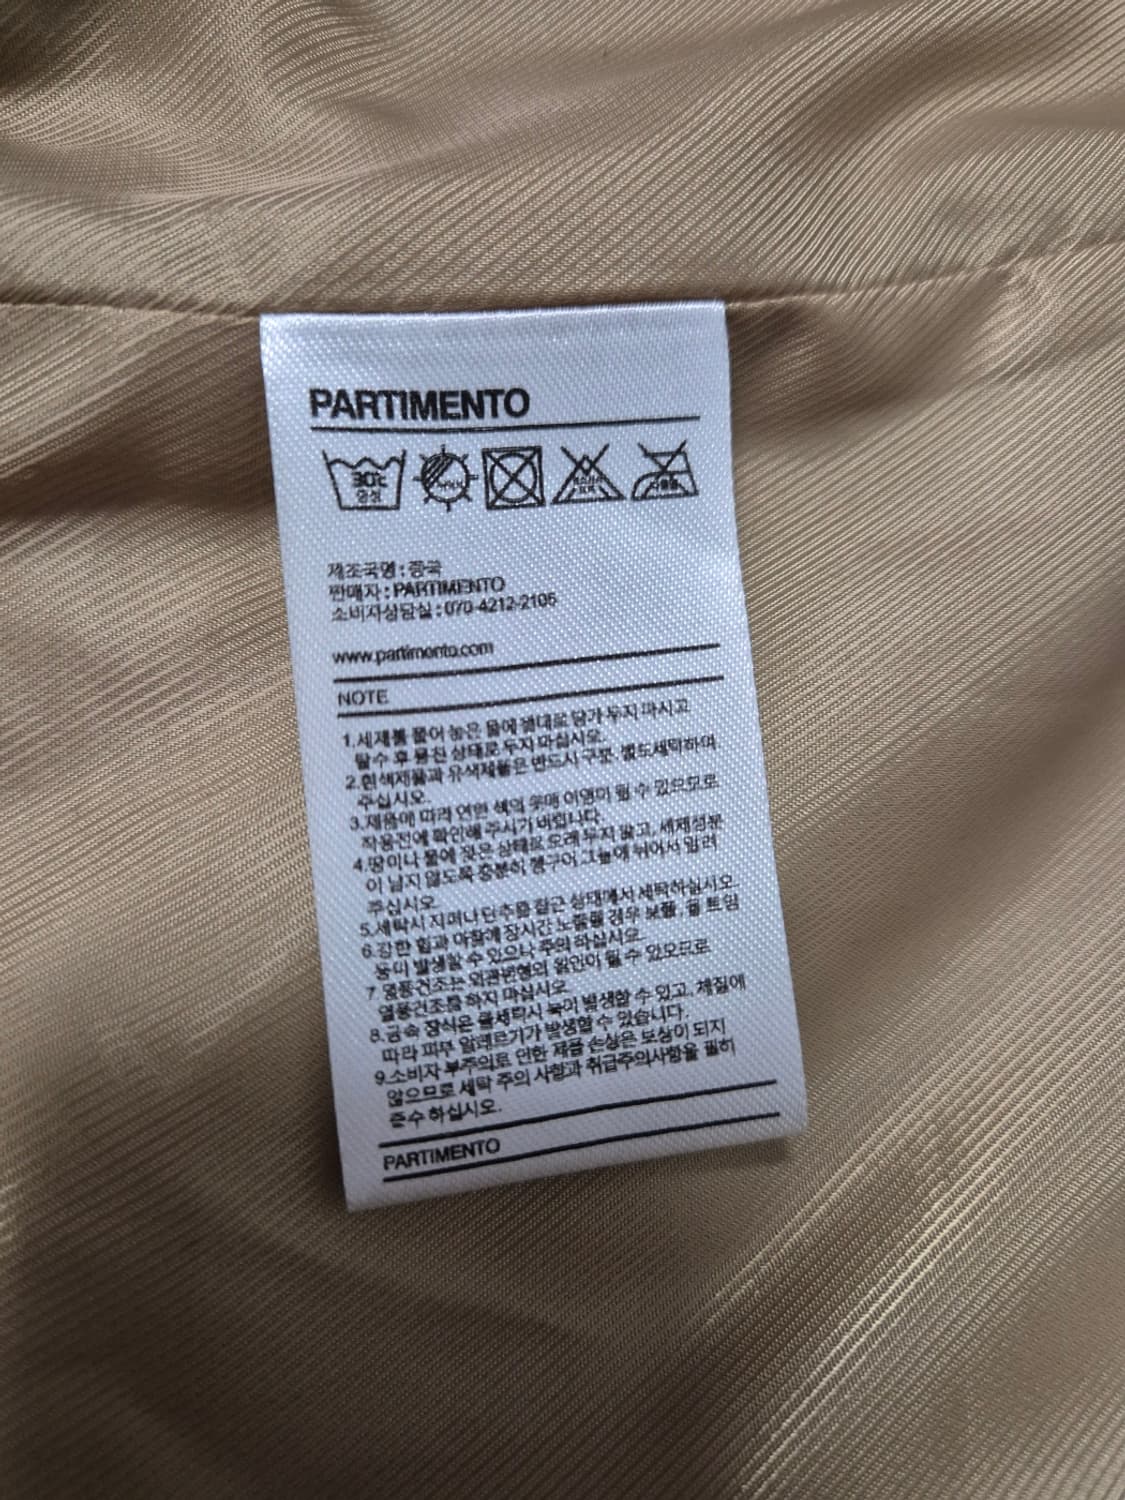 PARTIMENTO
30℃
중성
제조국명 : 중국
판매자 : PARTIMENTO
소비자상담실 : 070-4212-2105
www.partimento.com
NOTE
1.세제를 풀어 놓은 물에 절대로 담가 두지 마시고
탈수 후 뭉친 상태로 두지 마십시오.
2.흰색제품과 유색제품은 반드시 구분, 별도세탁하여
주십시오.
3.제품에 따라 연한 색의 옷에 이염이 될 수 있으므로
착용전에 확인해 주시기 바랍니다.
4.땀이나 물에 젖은 상태로 오래 두지 말고, 세제성분
이 남지 않도록 충분히 헹구어 그늘에 뉘어서 말려
주십시오.
5.세탁시 지퍼나 단추를 잠근 상태에서 세탁하십시오.
6.강한 힘과 마찰에 장시간 노출될 경우 보풀, 올 트임
등이 발생할 수 있으니 주의 하십시오.
7.열풍건조는 외관변형의 원인이 될 수 있으므로
열풍건조를 하지 마십시오.
8.금속 장식은 물세탁시 녹이 발생할 수 있고, 체질에
따라 피부 알레르기가 발생할 수 있습니다.
9.소비자 부주의로 인한 제품 손상은 보상이 되지
않으므로 세탁 주의 사항과 취급주의사항을 필히
준수 하십시오.
PARTIMENTO